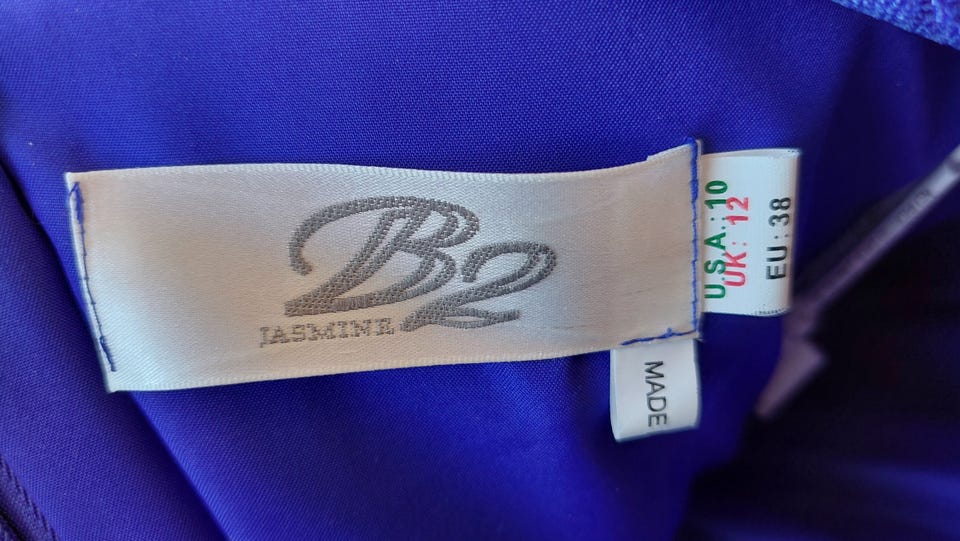 B2
JASMINE
U.S.A.: 10
UK: 12
EU: 38
MADE